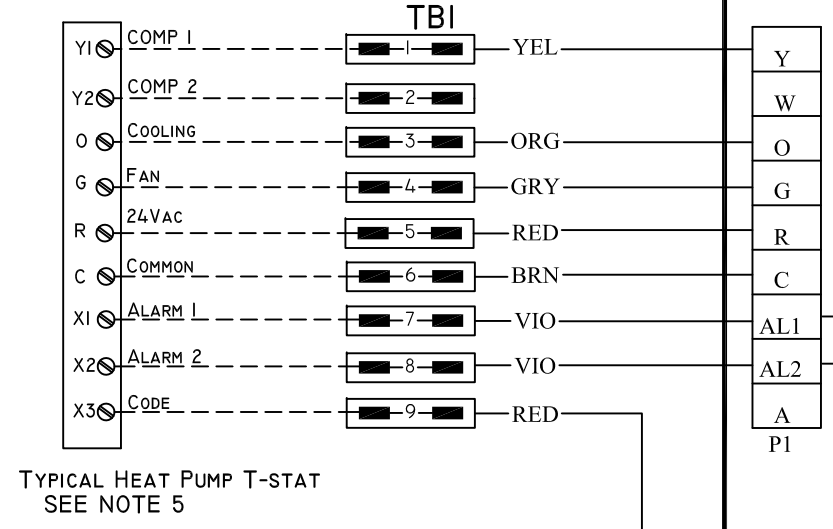 TB1
Y1 COMP 1 1 YEL Y
Y2 COMP 2 2 W
O COOLING 3 ORG O
G FAN 4 GRY G
R 24VAC 5 RED R
C COMMON 6 BRN C
X1 ALARM 1 7 VIO AL1
X2 ALARM 2 8 VIO AL2
X3 CODE 9 RED A
P1
TYPICAL HEAT PUMP T-STAT
SEE NOTE 5